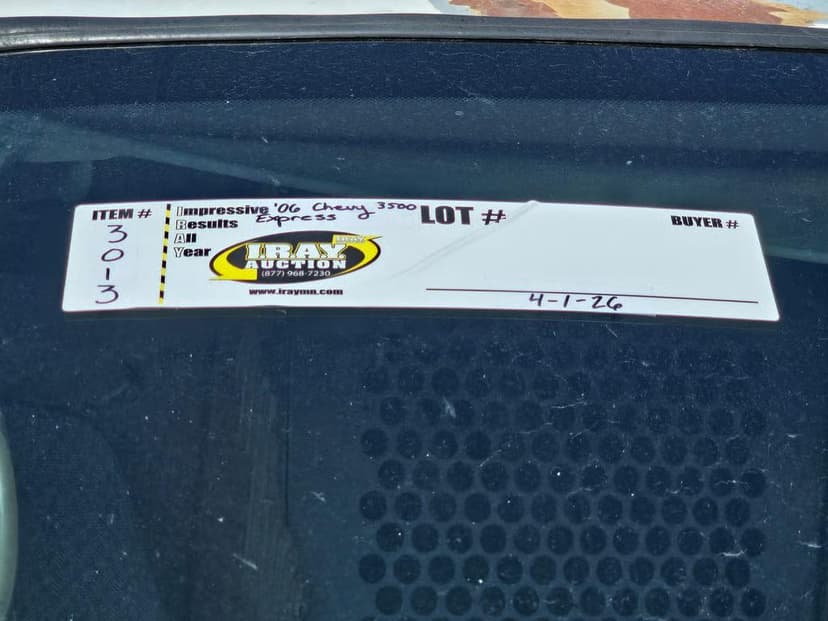 ITEM #
3
0
1
3
Impressive '06 Chevy 3500
Results Express
All
Year
IRAY
IRAY
AUCTION
(877) 968-7230
www.iraymn.com
LOT #
4-1-26
BUYER #